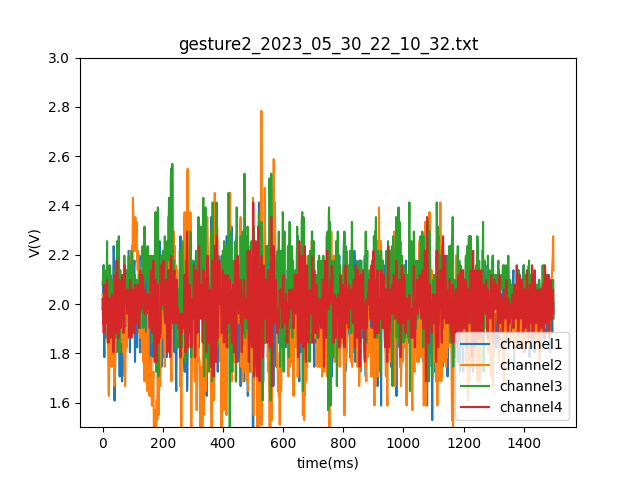 gesture2_2023_05_30_22_10_32.txt
3.0
2.8
2.6
2.4
2.2
2.0
1.8
1.6
V(V)
channel1
channel2
channel3
channel4
0 200 400 600 800 1000 1200 1400
time(ms)